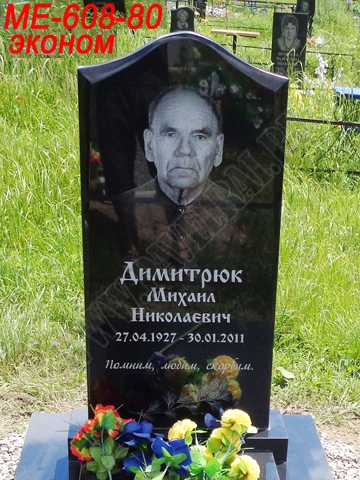 МЕ-608-80
ЭКОНОМ
Димитрюк
Михаил
Николаевич
27.04.1927 - 30.01.2011
Помним, любим, скорбим.